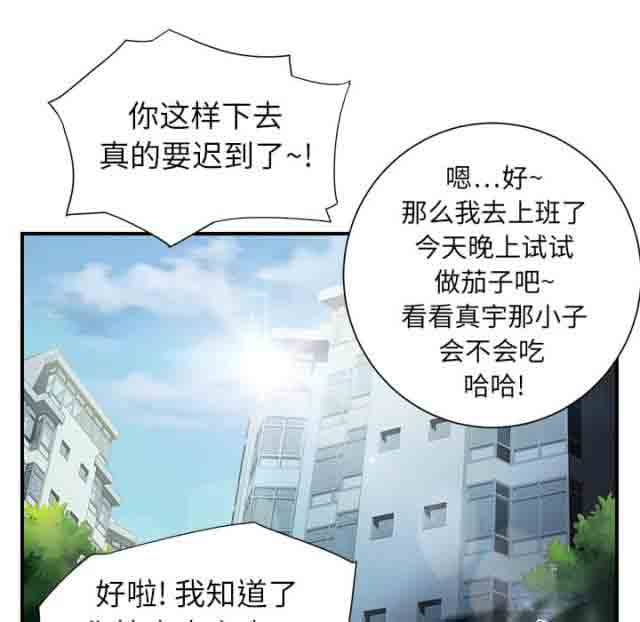 你这样下去
真的要迟到了~!
嗯...好~
那么我去上班了
今天晚上试试
做茄子吧~
看看真宇那小子
会不会吃
哈哈!
好啦! 我知道了